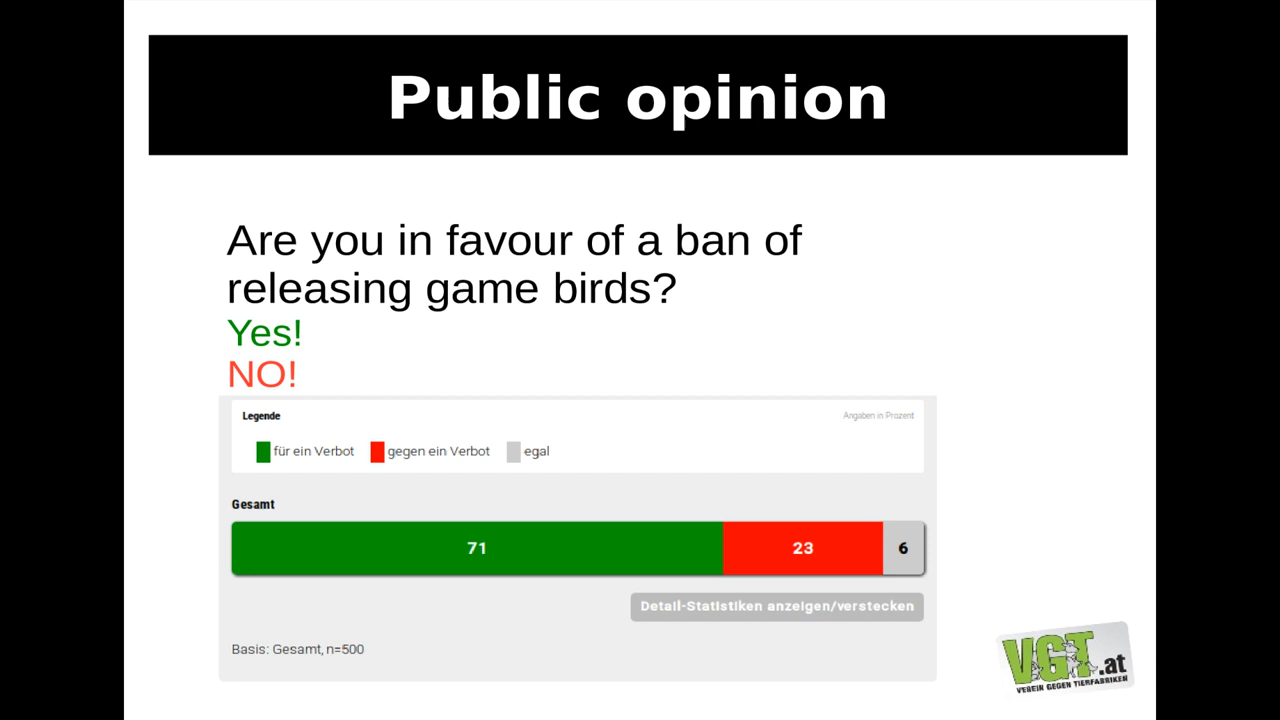 Public opinion
Are you in favour of a ban of
releasing game birds?
Yes!
NO!
Legende
Angaben in Prozent
für ein Verbot gegen ein Verbot egal
Gesamt
71 23 6
Detail-Statistiken anzeigen/verstecken
Basis: Gesamt, n=500
VGT.at
VEREIN GEGEN TIERFABRIKEN